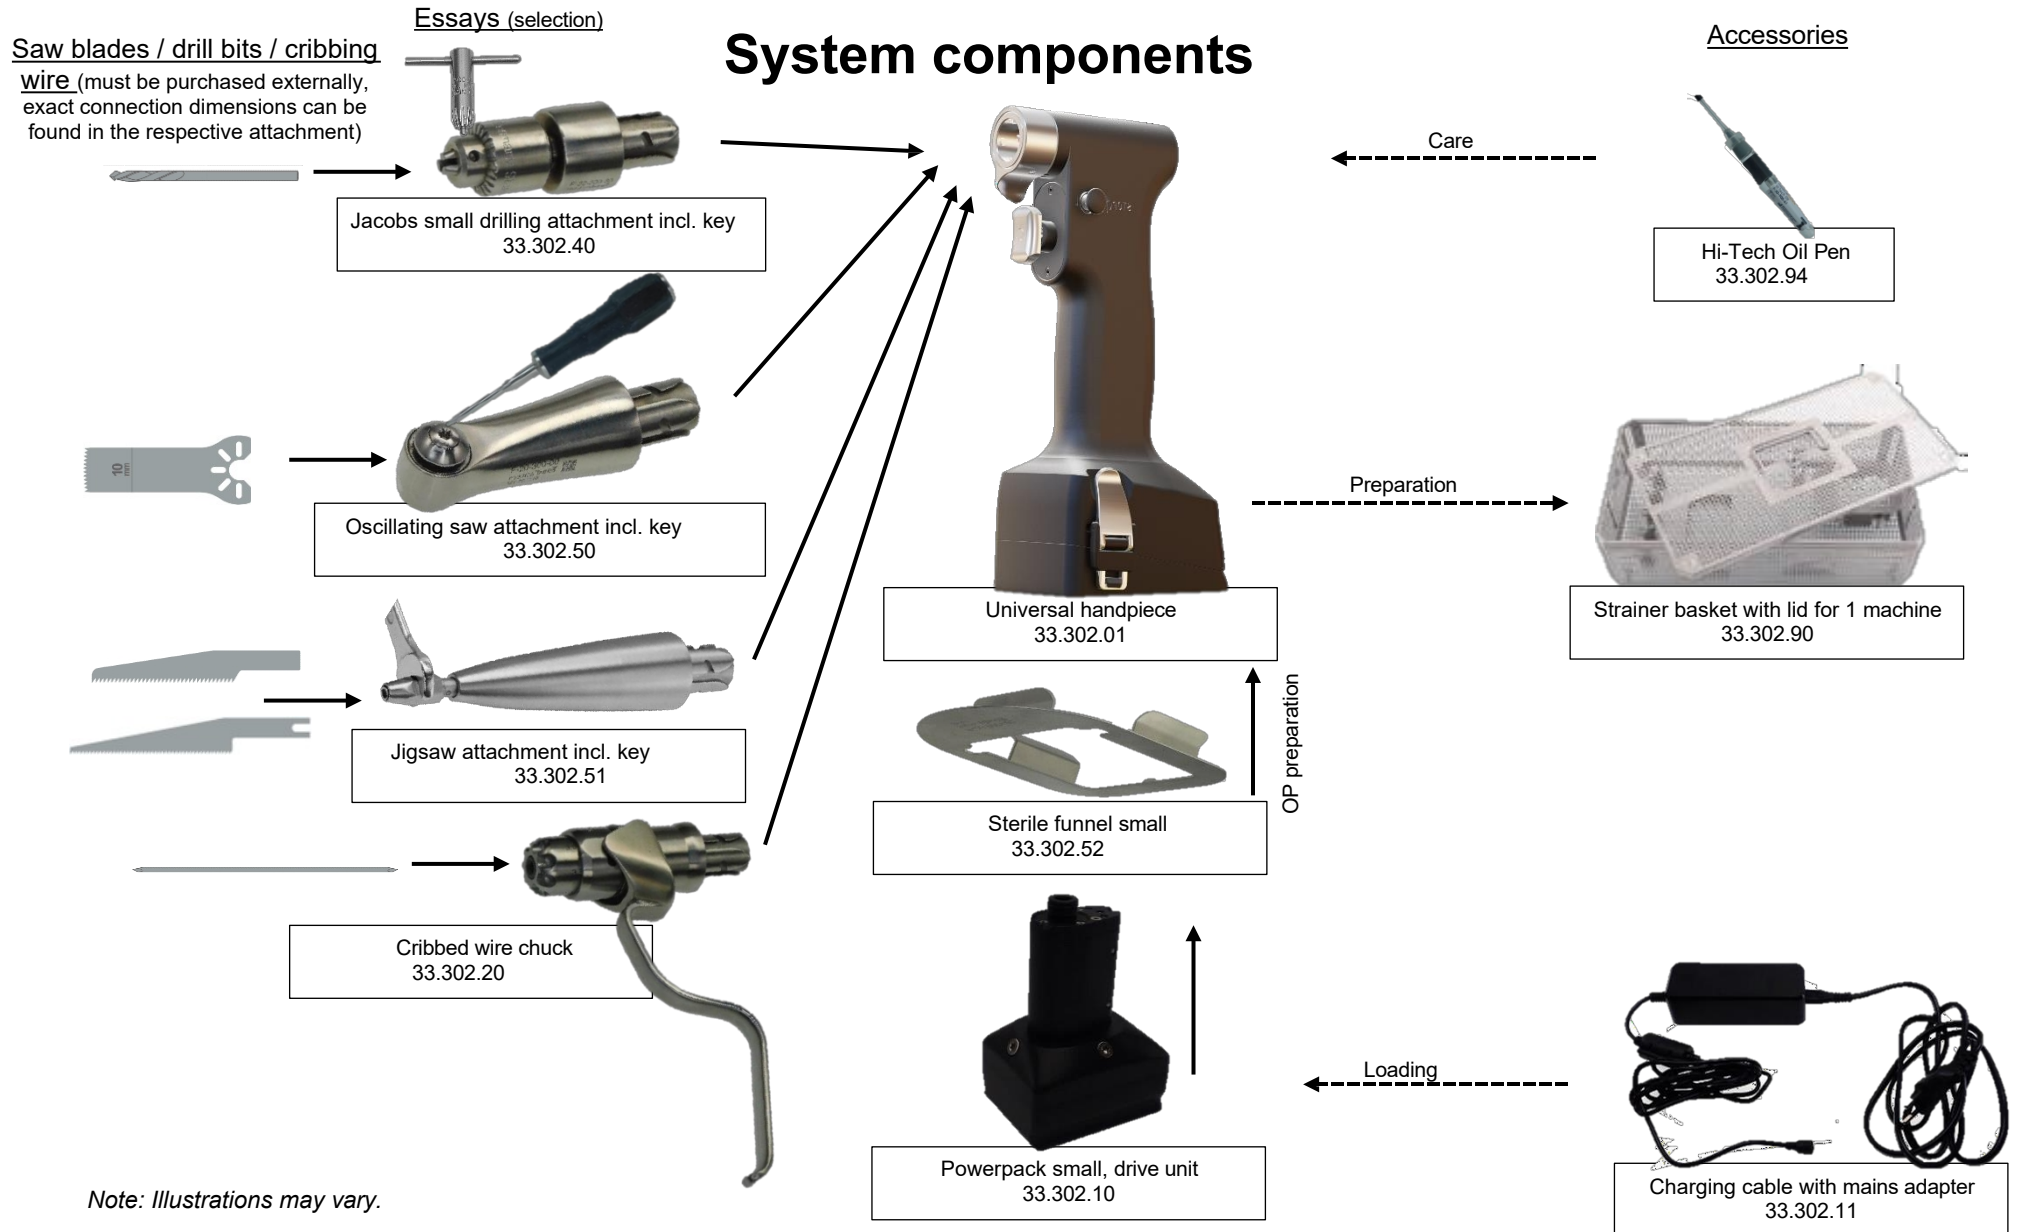 System components
Essays (selection)
Saw blades / drill bits / cribbing
wire (must be purchased externally,
exact connection dimensions can be
found in the respective attachment)
Jacobs small drilling attachment incl. key
33.302.40
Oscillating saw attachment incl. key
33.302.50
10
mm
Jigsaw attachment incl. key
33.302.51
Cribbed wire chuck
33.302.20
Note: Illustrations may vary.
Universal handpiece
33.302.01
OP preparation
Sterile funnel small
33.302.52
Powerpack small, drive unit
33.302.10
Accessories
Care
Hi-Tech Oil Pen
33.302.94
Preparation
Strainer basket with lid for 1 machine
33.302.90
Loading
Charging cable with mains adapter
33.302.11